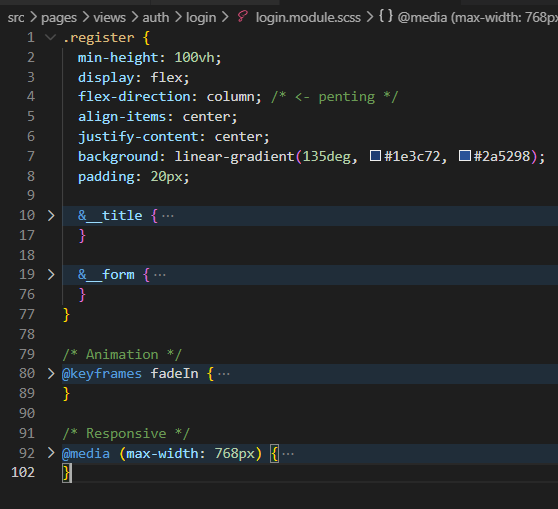 src > pages > views > auth > login > login.module.scss > { } @media (max-width: 768px
1 .register {
2 min-height: 100vh;
3 display: flex;
4 flex-direction: column; /* <- penting */
5 align-items: center;
6 justify-content: center;
7 background: linear-gradient(135deg, #1e3c72, #2a5298);
8 padding: 20px;
9
10 &__title { ...
17 }
18
19 &__form { ...
76 }
77 }
78
79 /* Animation */
80 @keyframes fadeIn { ...
89 }
90
91 /* Responsive */
92 @media (max-width: 768px) { ...
102 }